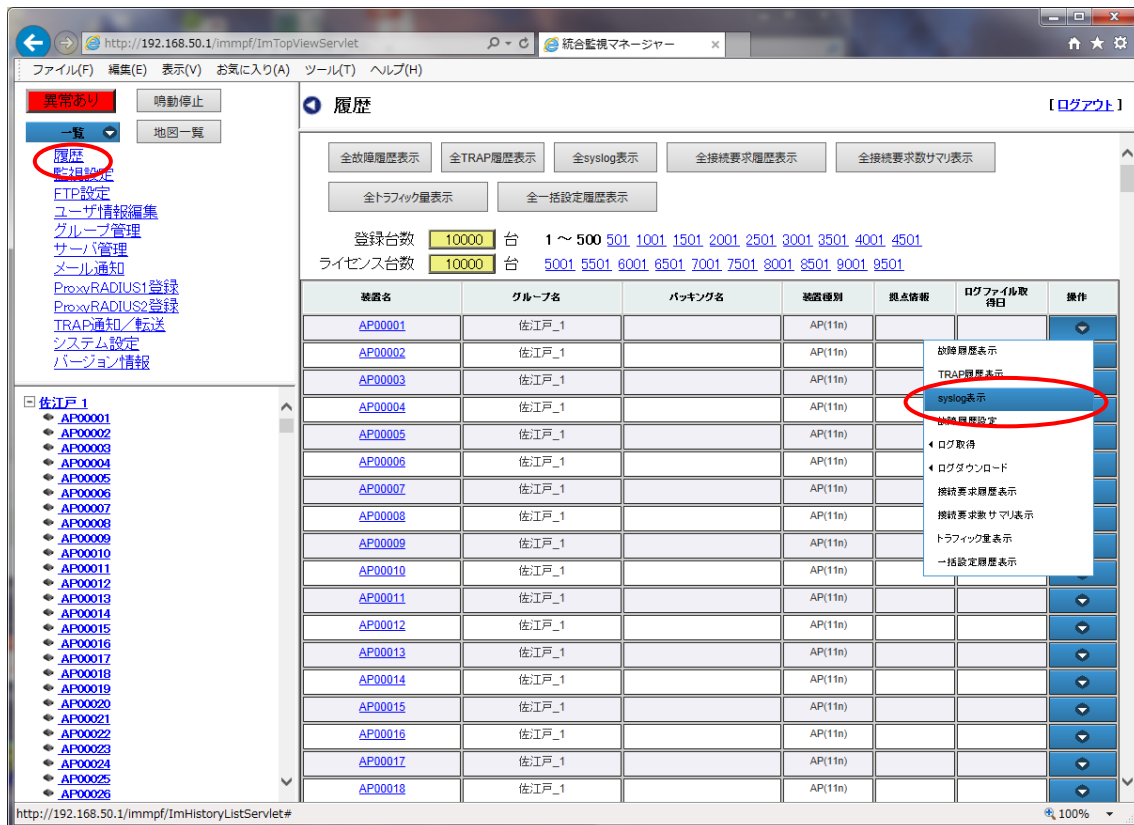 http://192.168.50.1/immpf/ImTopViewServlet
統合監視マネージャー
ファイル(F) 編集(E) 表示(V) お気に入り(A) ツール(T) ヘルプ(H)
異常あり 鳴動停止
一覧 地図一覧
履歴
監視設定
FTP設定
ユーザ情報編集
グループ管理
サーバ管理
メール通知
ProxyRADIUS1登録
ProxyRADIUS2登録
TRAP通知/転送
システム設定
バージョン情報
佐江戸_1
AP00001
AP00002
AP00003
AP00004
AP00005
AP00006
AP00007
AP00008
AP00009
AP00010
AP00011
AP00012
AP00013
AP00014
AP00015
AP00016
AP00017
AP00018
AP00019
AP00020
AP00021
AP00022
AP00023
AP00024
AP00025
AP00026
履歴 [ログアウト]
全故障履歴表示 全TRAP履歴表示 全syslog表示 全接続要求履歴表示 全接続要求数サマリ表示
全トラフィック量表示 全一括設定履歴表示
登録台数 10000 台 1 ~ 500 501 1001 1501 2001 2501 3001 3501 4001 4501
ライセンス台数 10000 台 5001 5501 6001 6501 7001 7501 8001 8501 9001 9501
装置名 グループ名 パッキング名 装置種別 拠点情報 ログファイル取得日 操作
AP00001 佐江戸_1 AP(11n)
AP00002 佐江戸_1 AP(11n)
AP00003 佐江戸_1 AP(11n)
AP00004 佐江戸_1 AP(11n)
AP00005 佐江戸_1 AP(11n)
AP00006 佐江戸_1 AP(11n)
AP00007 佐江戸_1 AP(11n)
AP00008 佐江戸_1 AP(11n)
AP00009 佐江戸_1 AP(11n)
AP00010 佐江戸_1 AP(11n)
AP00011 佐江戸_1 AP(11n)
AP00012 佐江戸_1 AP(11n)
AP00013 佐江戸_1 AP(11n)
AP00014 佐江戸_1 AP(11n)
AP00015 佐江戸_1 AP(11n)
AP00016 佐江戸_1 AP(11n)
AP00017 佐江戸_1 AP(11n)
AP00018 佐江戸_1 AP(11n)
故障履歴表示
TRAP履歴表示
syslog表示
故障履歴設定
ログ取得
ログダウンロード
接続要求履歴表示
接続要求数サマリ表示
トラフィック量表示
一括設定履歴表示
http://192.168.50.1/immpf/ImHistoryListServlet#
100%